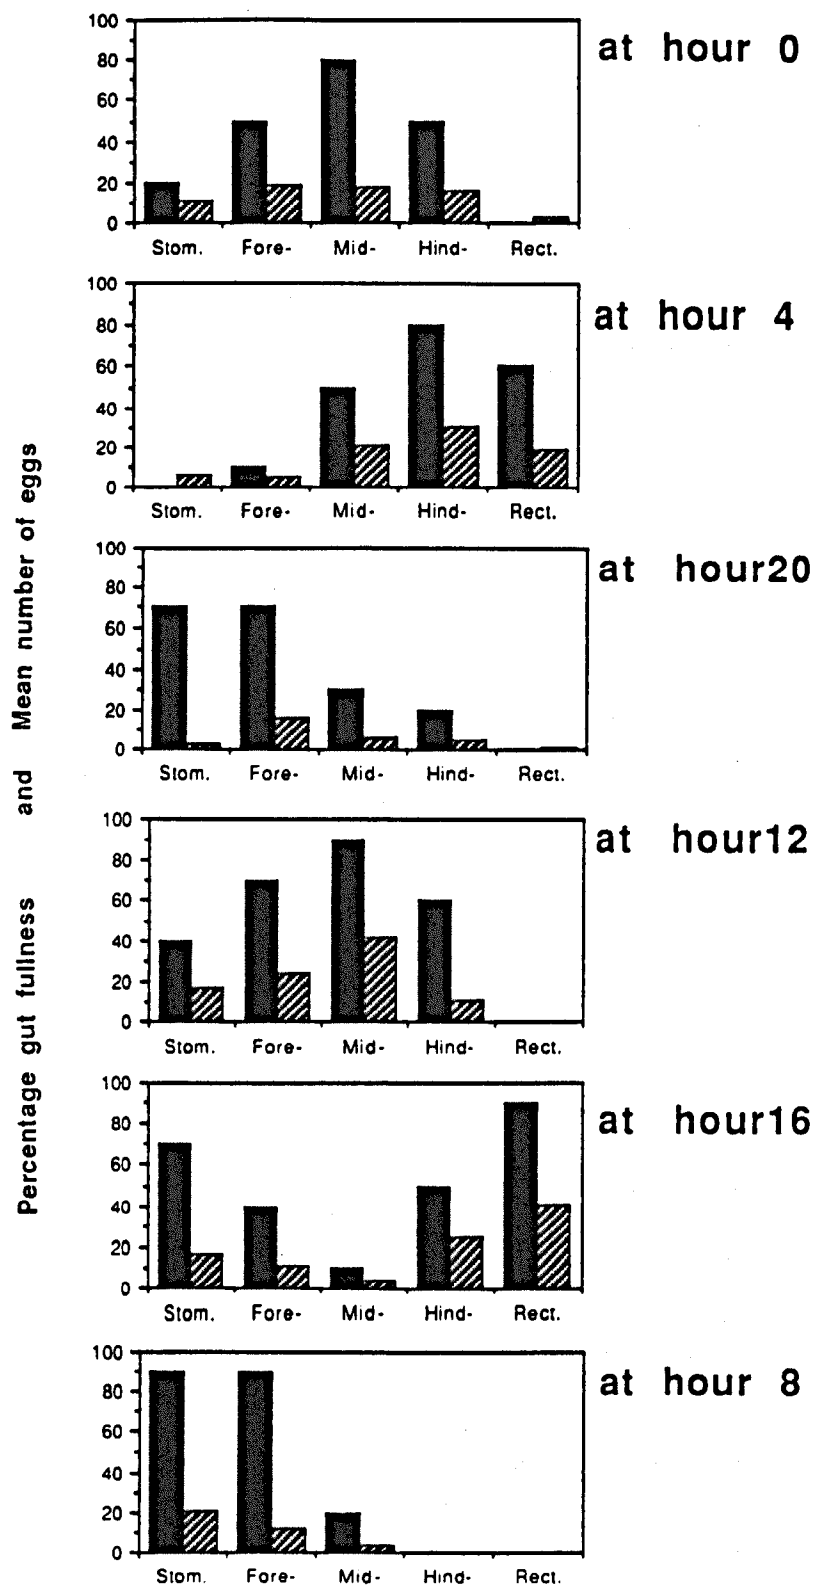 Percentage gut fullness and Mean number of eggs
at hour 0
100
80
60
40
20
0
Stom. Fore- Mid- Hind- Rect.
at hour 4
100
80
60
40
20
0
Stom. Fore- Mid- Hind- Rect.
at hour20
100
80
60
40
20
0
Stom. Fore- Mid- Hind- Rect.
at hour12
100
80
60
40
20
0
Stom. Fore- Mid- Hind- Rect.
at hour16
100
80
60
40
20
0
Stom. Fore- Mid- Hind- Rect.
at hour 8
100
80
60
40
20
0
Stom. Fore- Mid- Hind- Rect.